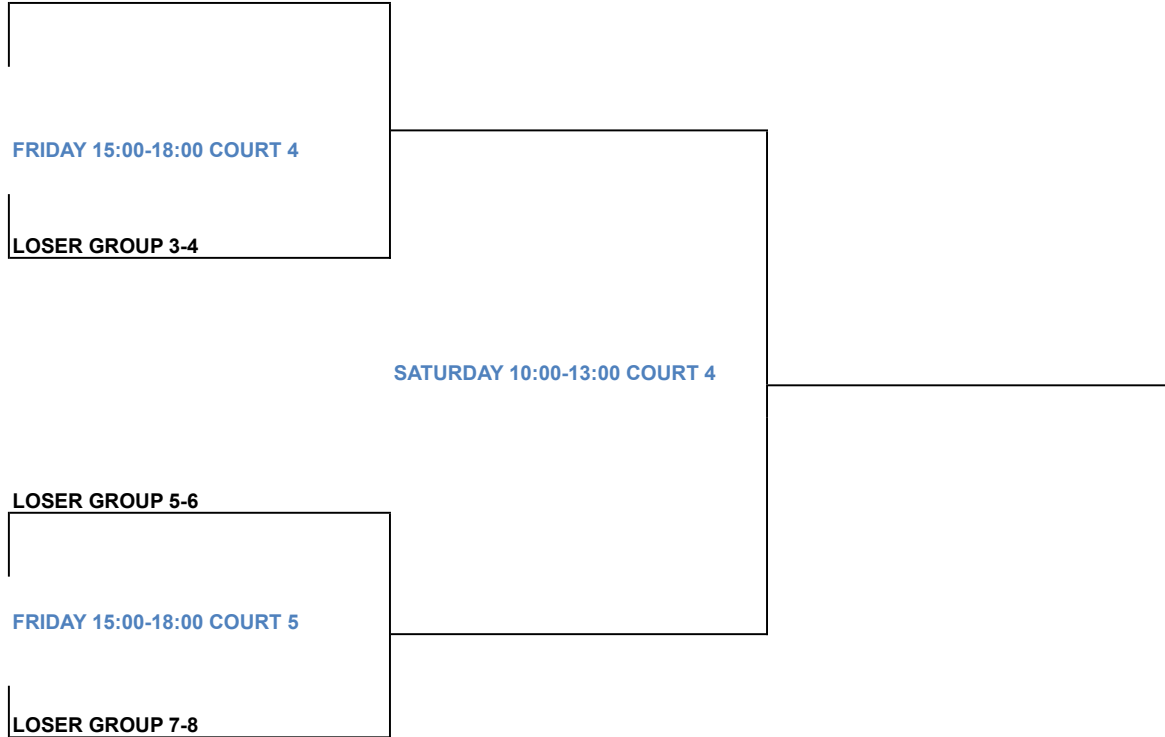 FRIDAY 15:00-18:00 COURT 4
LOSER GROUP 3-4
SATURDAY 10:00-13:00 COURT 4
LOSER GROUP 5-6
FRIDAY 15:00-18:00 COURT 5
LOSER GROUP 7-8